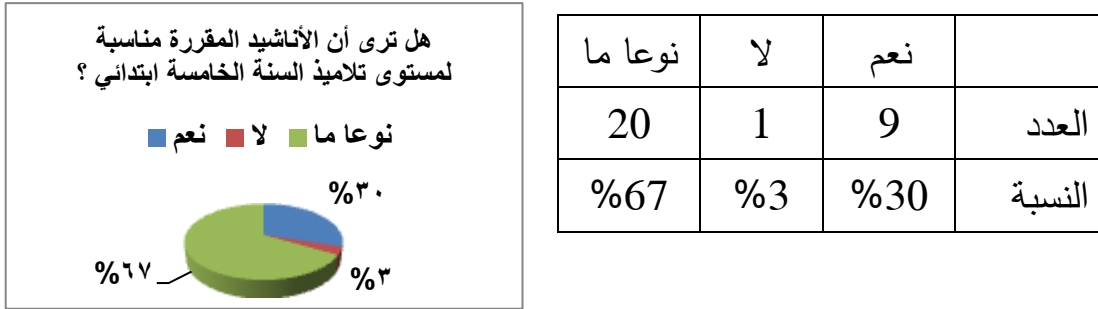 هل ترى أن الأناشيد المقررة مناسبة
لمستوى تلاميذ السنة الخامسة ابتدائي ؟
نعم لا نوعا ما
%٣٠
%٣
%٦٧
نعم لا نوعا ما
العدد 9 1 20
النسبة %30 %3 %67